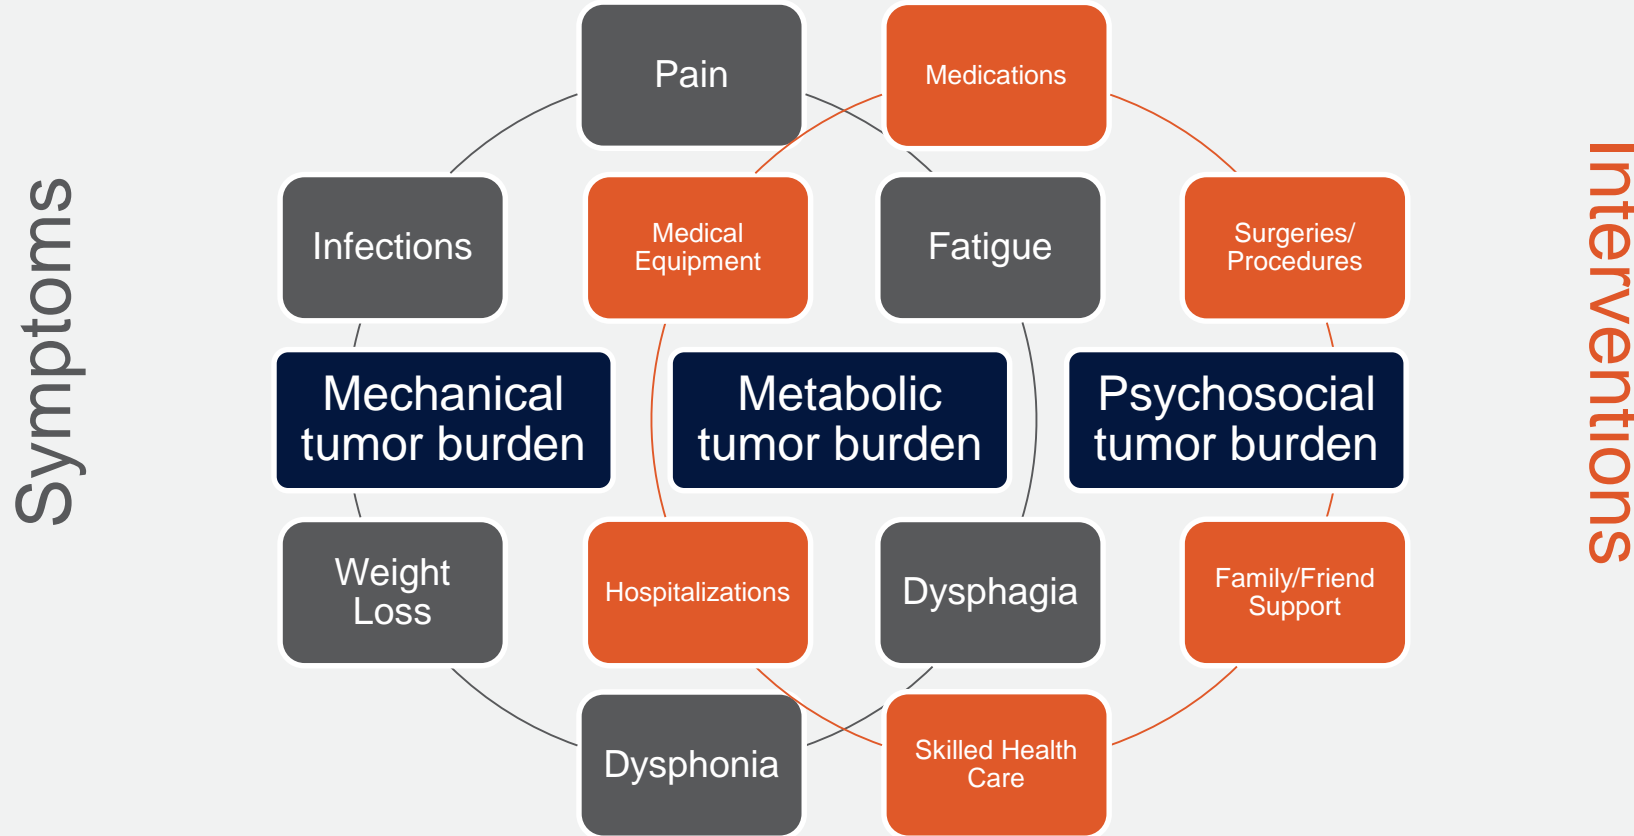 Symptoms
Pain
Medications
Infections
Medical
Equipment
Fatigue
Surgeries/
Procedures
Mechanical
tumor burden
Metabolic
tumor burden
Psychosocial
tumor burden
Weight
Loss
Hospitalizations
Dysphagia
Family/Friend
Support
Dysphonia
Skilled Health
Care
Interventions